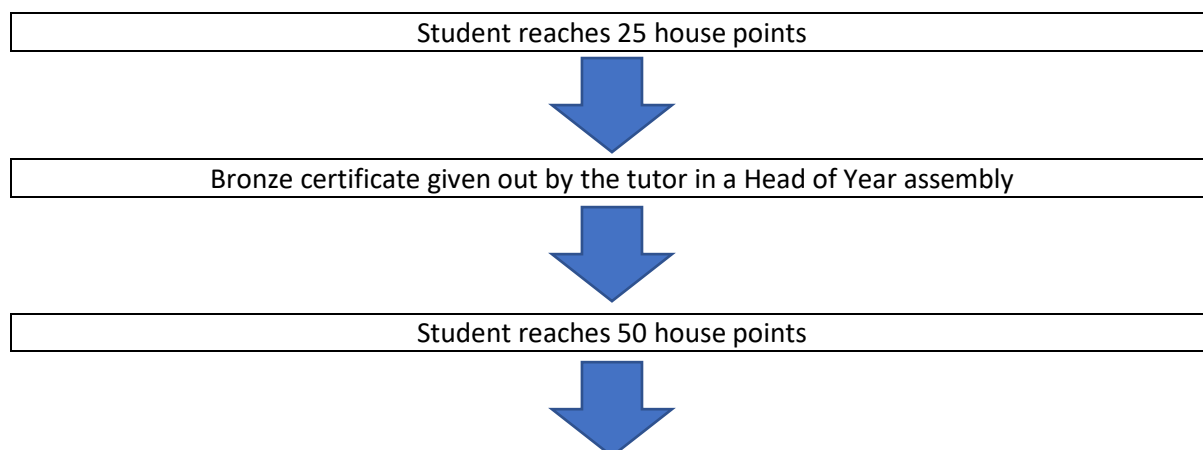 Student reaches 25 house points
Bronze certificate given out by the tutor in a Head of Year assembly
Student reaches 50 house points